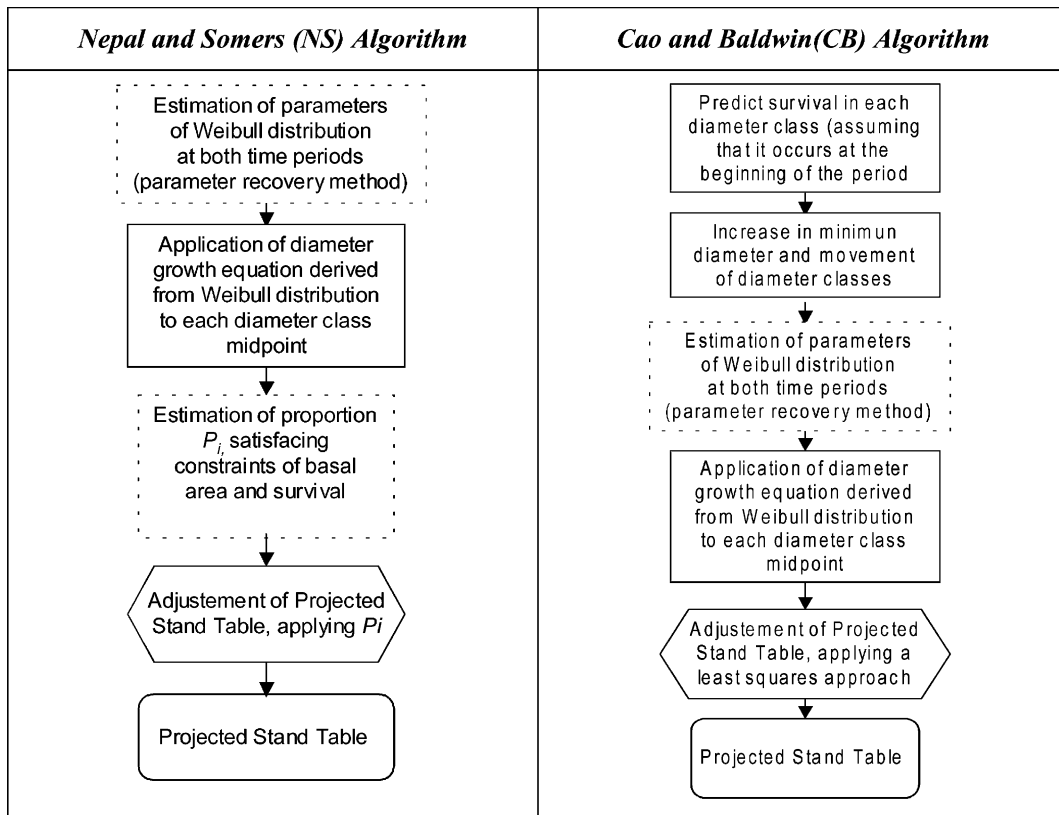 Nepal and Somers (NS) Algorithm
Estimation of parameters
of Weibull distribution
at both time periods
(parameter recovery method)
Application of diameter
growth equation derived
from Weibull distribution
to each diameter class
midpoint
Estimation of proportion
Pi, satisfacing
constraints of basal
area and survival
Adjustement of Projected
Stand Table, applying Pi
Projected Stand Table
Cao and Baldwin(CB) Algorithm
Predict survival in each
diameter class (assuming
that it occurs at the
beginning of the period
Increase in minimun
diameter and movement
of diameter classes
Estimation of parameters
of Weibull distribution
at both time periods
(parameter recovery method)
Application of diameter
growth equation derived
from Weibull distribution
to each diameter class
midpoint
Adjustement of Projected
Stand Table, applying a
least squares approach
Projected Stand Table